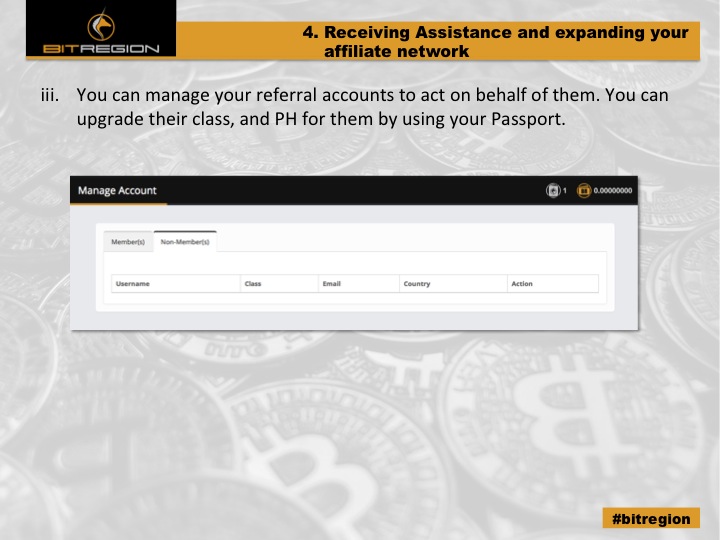 BITREGION
4. Receiving Assistance and expanding your
affiliate network
iii. You can manage your referral accounts to act on behalf of them. You can
upgrade their class, and PH for them by using your Passport.
Manage Account 1 0.00000000
Member(s) Non-Member(s)
Username Class Email Country Action
#bitregion